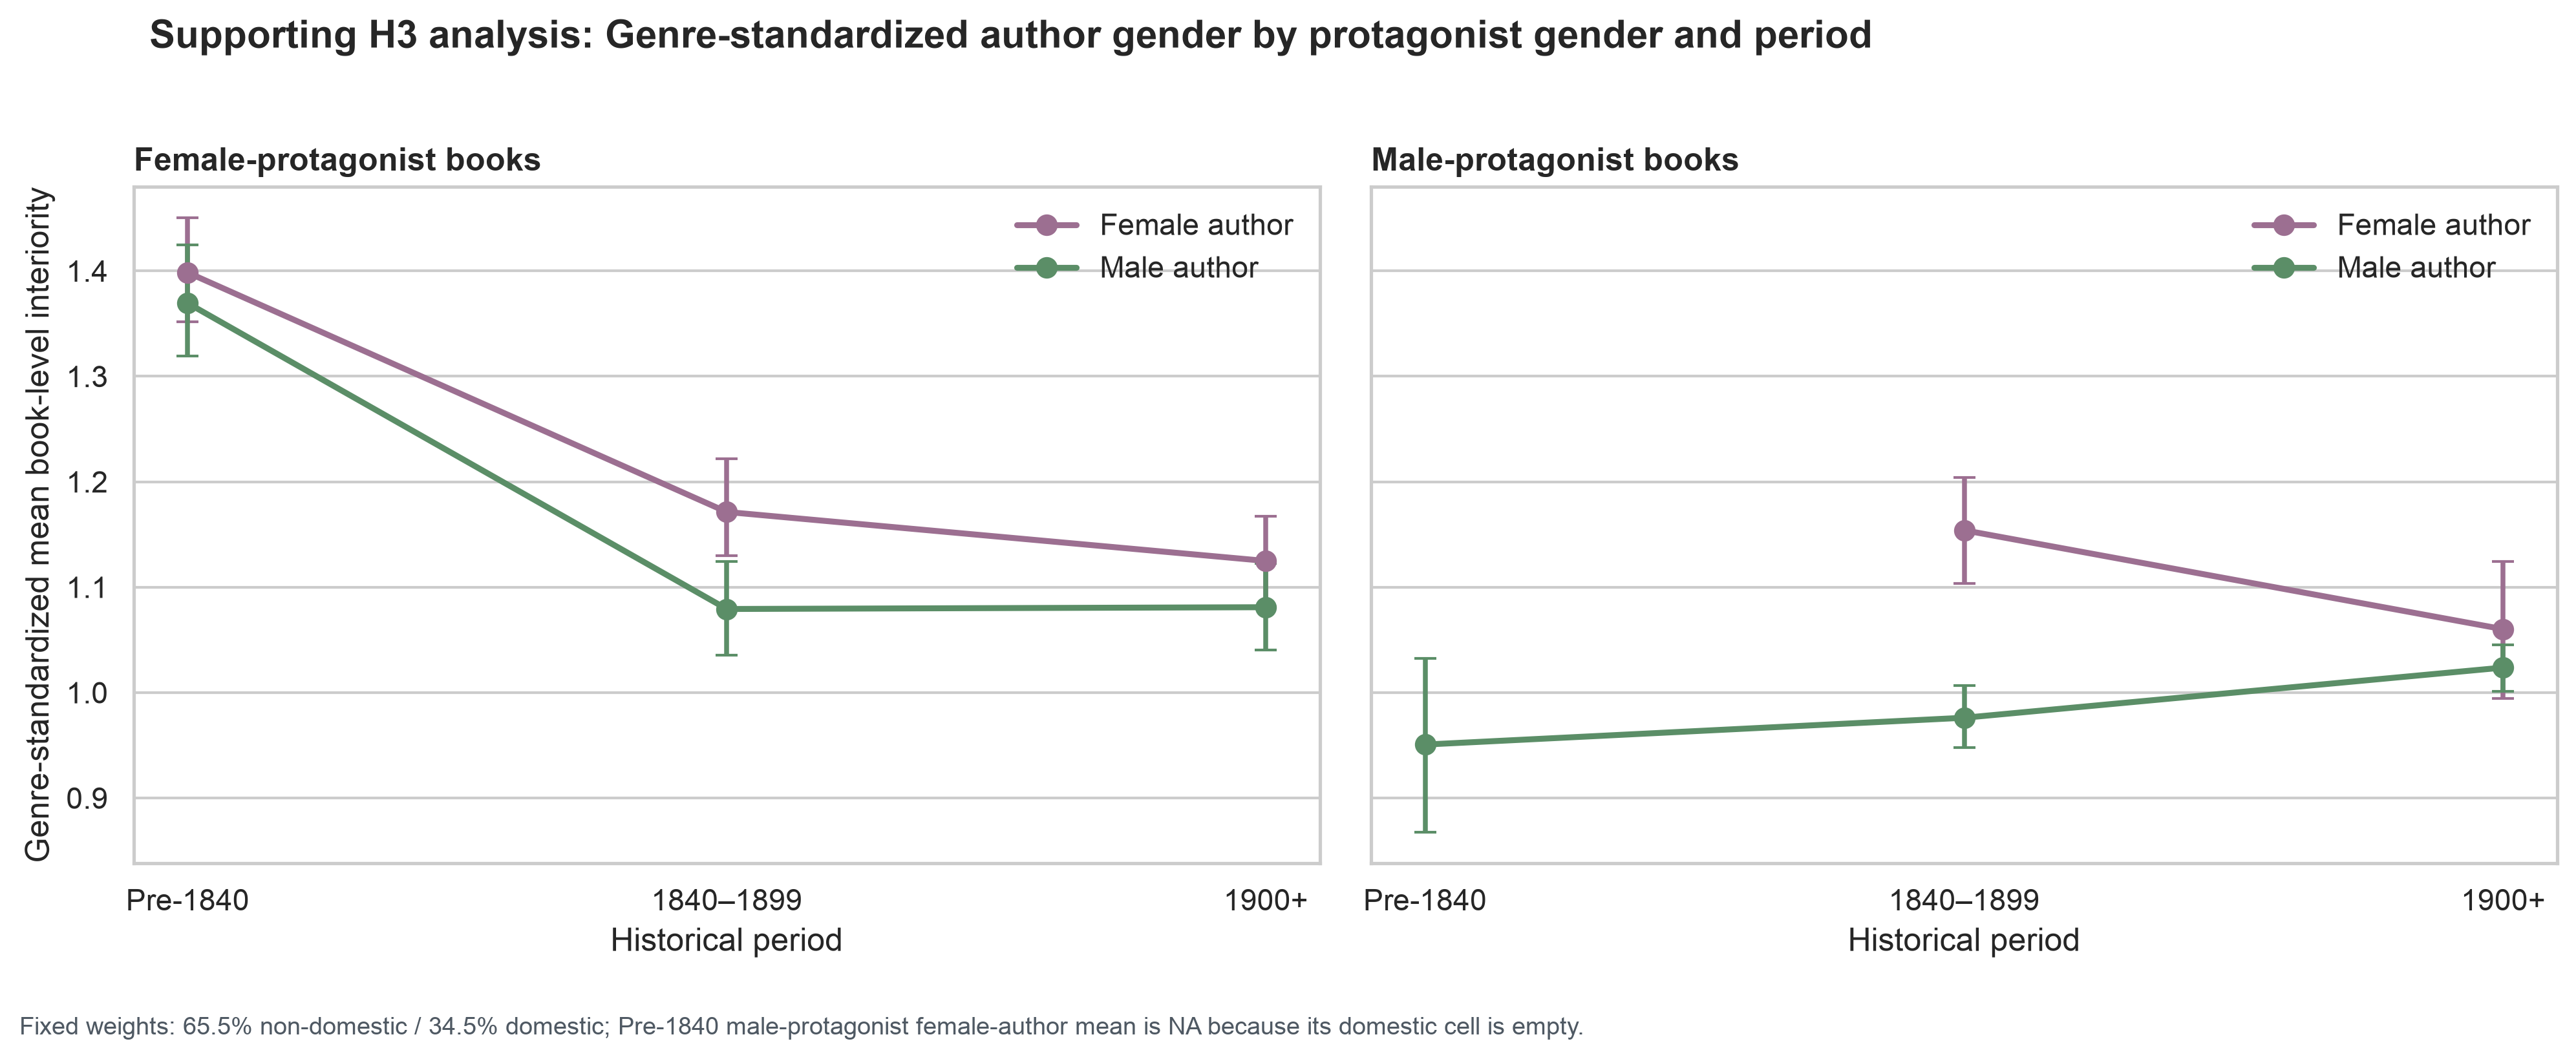 Supporting H3 analysis: Genre-standardized author gender by protagonist gender and period
Female-protagonist books
Genre-standardized mean book-level interiority
1.4
1.3
1.2
1.1
1.0
0.9
Female author
Male author
Pre-1840
1840–1899
1900+
Historical period
Male-protagonist books
Female author
Male author
Pre-1840
1840–1899
1900+
Historical period
Fixed weights: 65.5% non-domestic / 34.5% domestic; Pre-1840 male-protagonist female-author mean is NA because its domestic cell is empty.